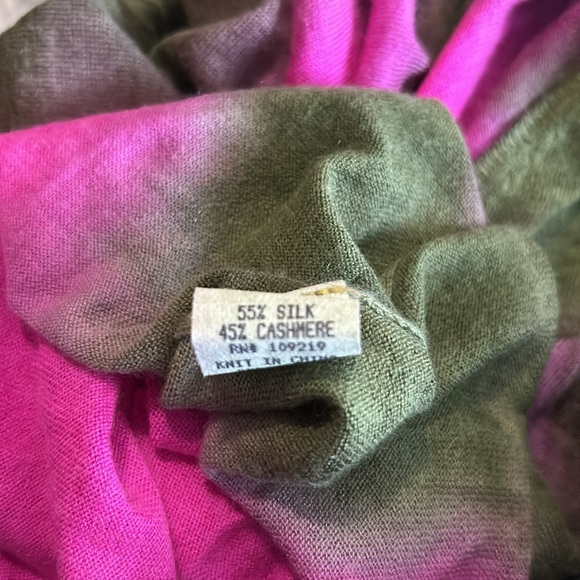 55% SILK
45% CASHMERE
RN# 109219
KNIT IN CHINA